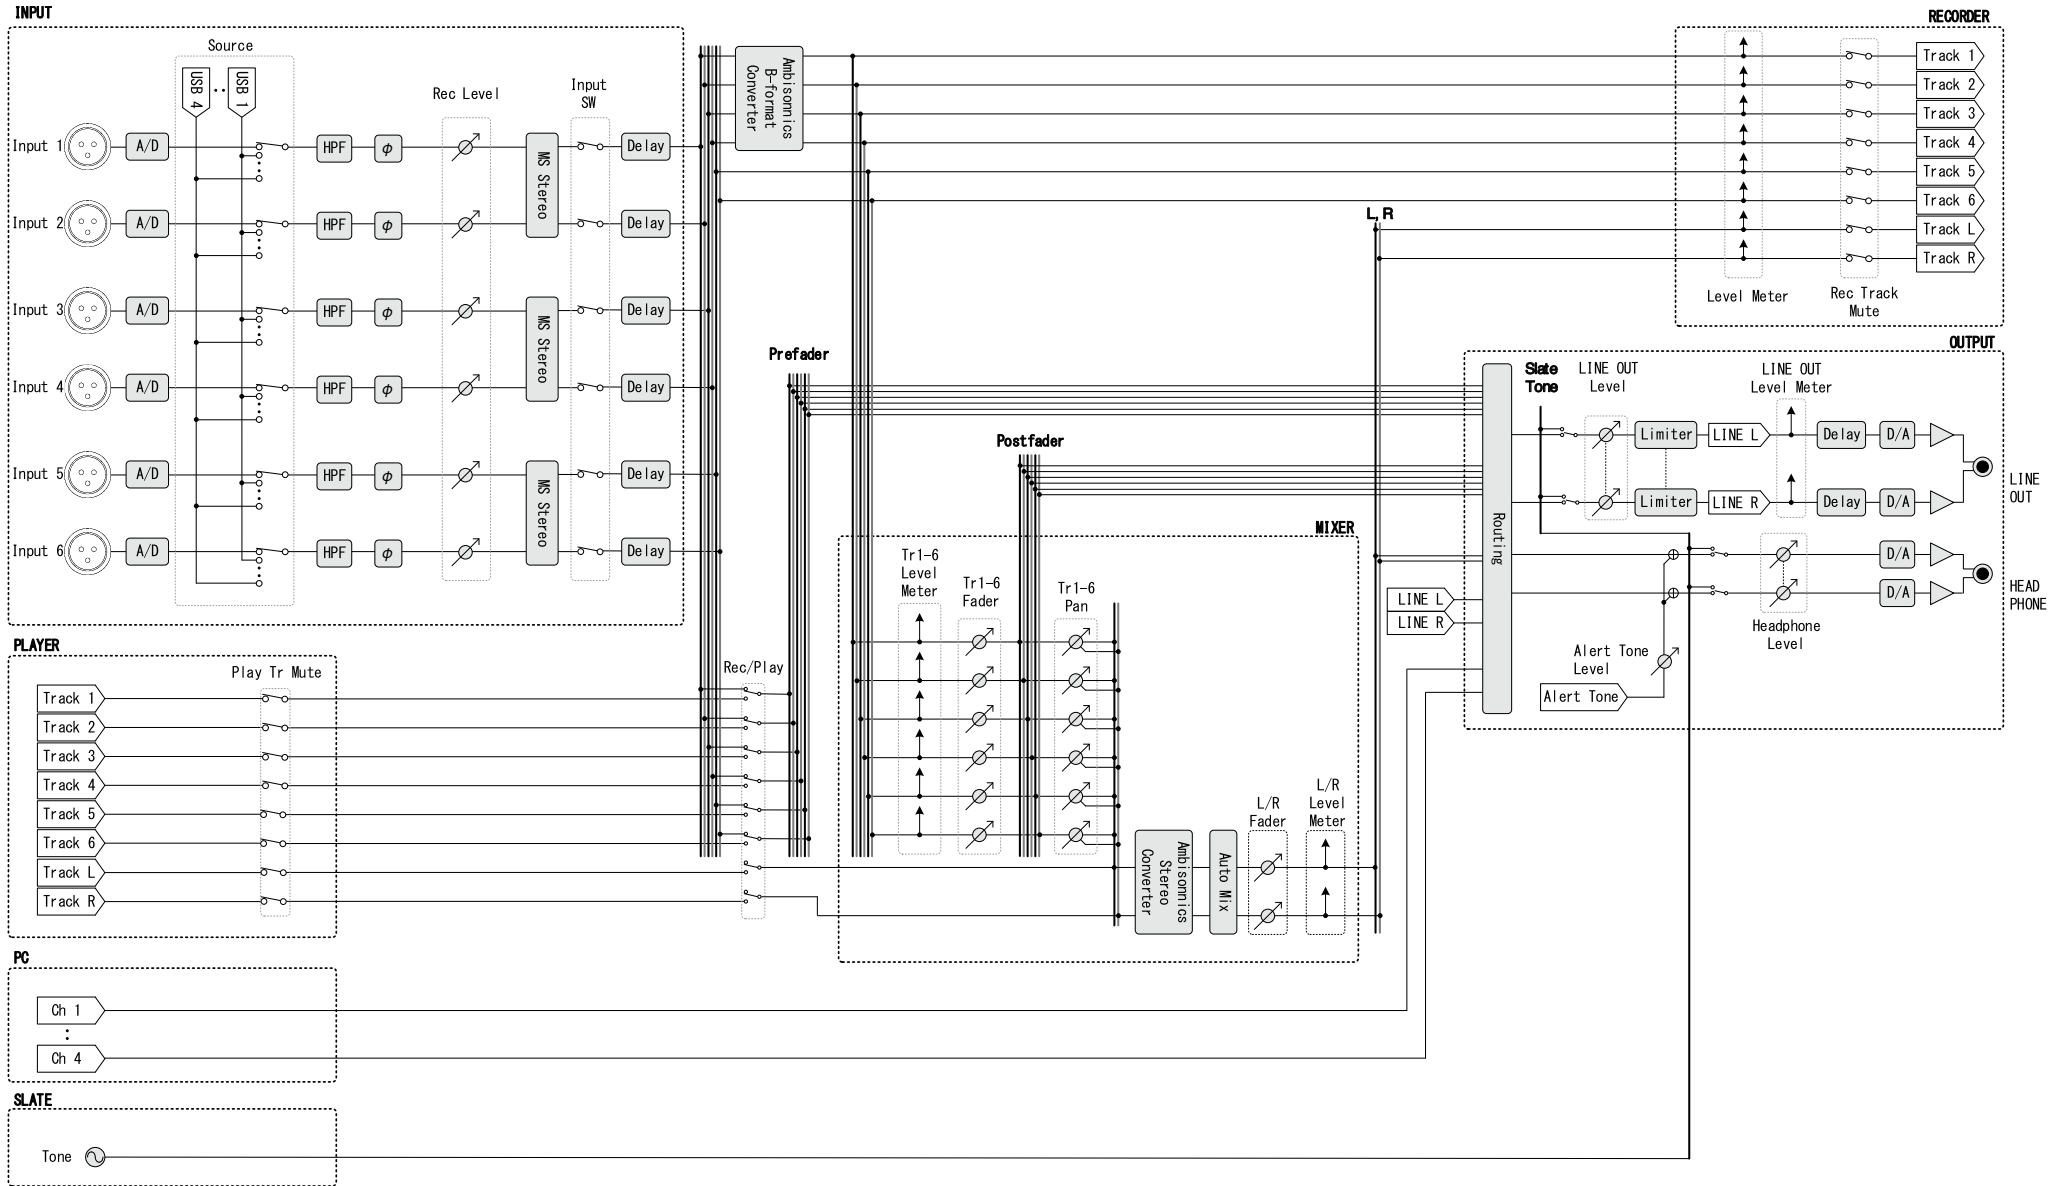 INPUT
Source
USB 4
USB 1
Rec Level
Input
SW
Input 1
A/D
HPF
φ
MS Stereo
Delay
Input 2
A/D
HPF
φ
Delay
Input 3
A/D
HPF
φ
MS Stereo
Delay
Input 4
A/D
HPF
φ
Delay
Input 5
A/D
HPF
φ
MS Stereo
Delay
Input 6
A/D
HPF
φ
Delay
Ambisonnics
B-format
Converter
RECORDER
Track 1
Track 2
Track 3
Track 4
Track 5
Track 6
Track L
Track R
Level Meter
Rec Track
Mute
L,R
Prefader
Postfader
OUTPUT
Routing
Slate
Tone
LINE OUT
Level
LINE OUT
Level Meter
Limiter
LINE L
Delay
D/A
Limiter
LINE R
Delay
D/A
LINE
OUT
D/A
D/A
HEAD
PHONE
Headphone
Level
LINE L
LINE R
Alert Tone
Level
Alert Tone
MIXER
Tr1-6
Level
Meter
Tr1-6
Fader
Tr1-6
Pan
Ambisonnics
Stereo
Converter
Auto Mix
L/R
Fader
L/R
Level
Meter
PLAYER
Play Tr Mute
Rec/Play
Track 1
Track 2
Track 3
Track 4
Track 5
Track 6
Track L
Track R
PC
Ch 1
Ch 4
SLATE
Tone